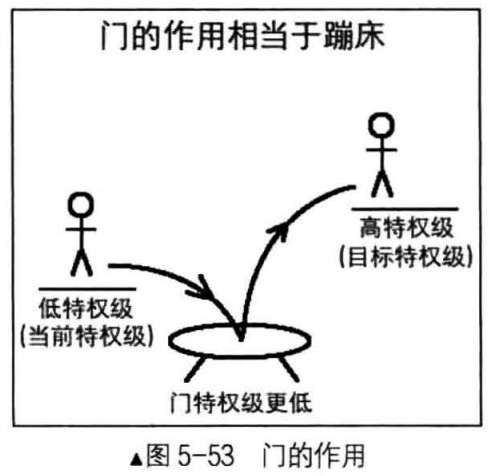 门的作用相当于蹦床
高特权级
(目标特权级)
低特权级
(当前特权级)
门特权级更低
▲图 5-53 门的作用